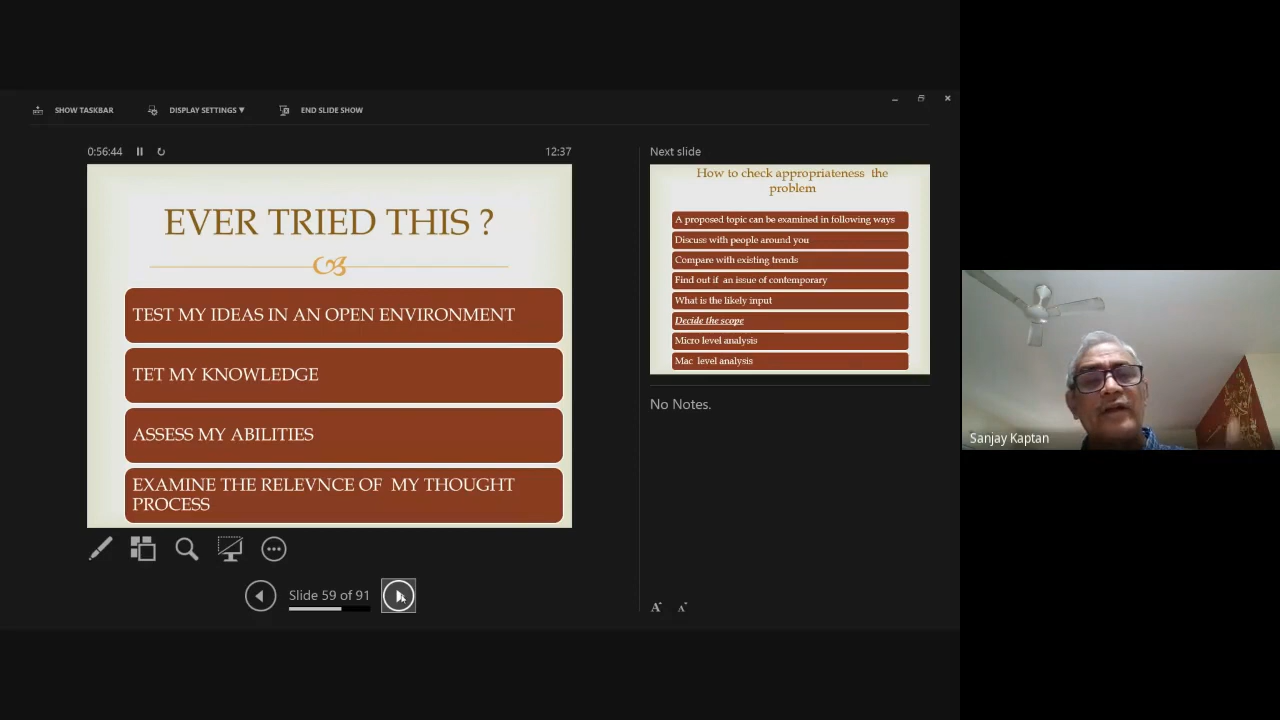 SHOW TASKBAR
DISPLAY SETTINGS ▼
END SLIDE SHOW
0:56:44
12:37
EVER TRIED THIS ?
TEST MY IDEAS IN AN OPEN ENVIRONMENT
TET MY KNOWLEDGE
ASSESS MY ABILITIES
EXAMINE THE RELEVNCE OF MY THOUGHT
PROCESS
Slide 59 of 91
Next slide
How to check appropriateness the
problem
A proposed topic can be examined in following ways
Discuss with people around you
Compare with existing trends
Find out if an issue of contemporary
What is the likely input
Decide the scope
Micro level analysis
Mac level analysis
No Notes.
A A
Sanjay Kaptan